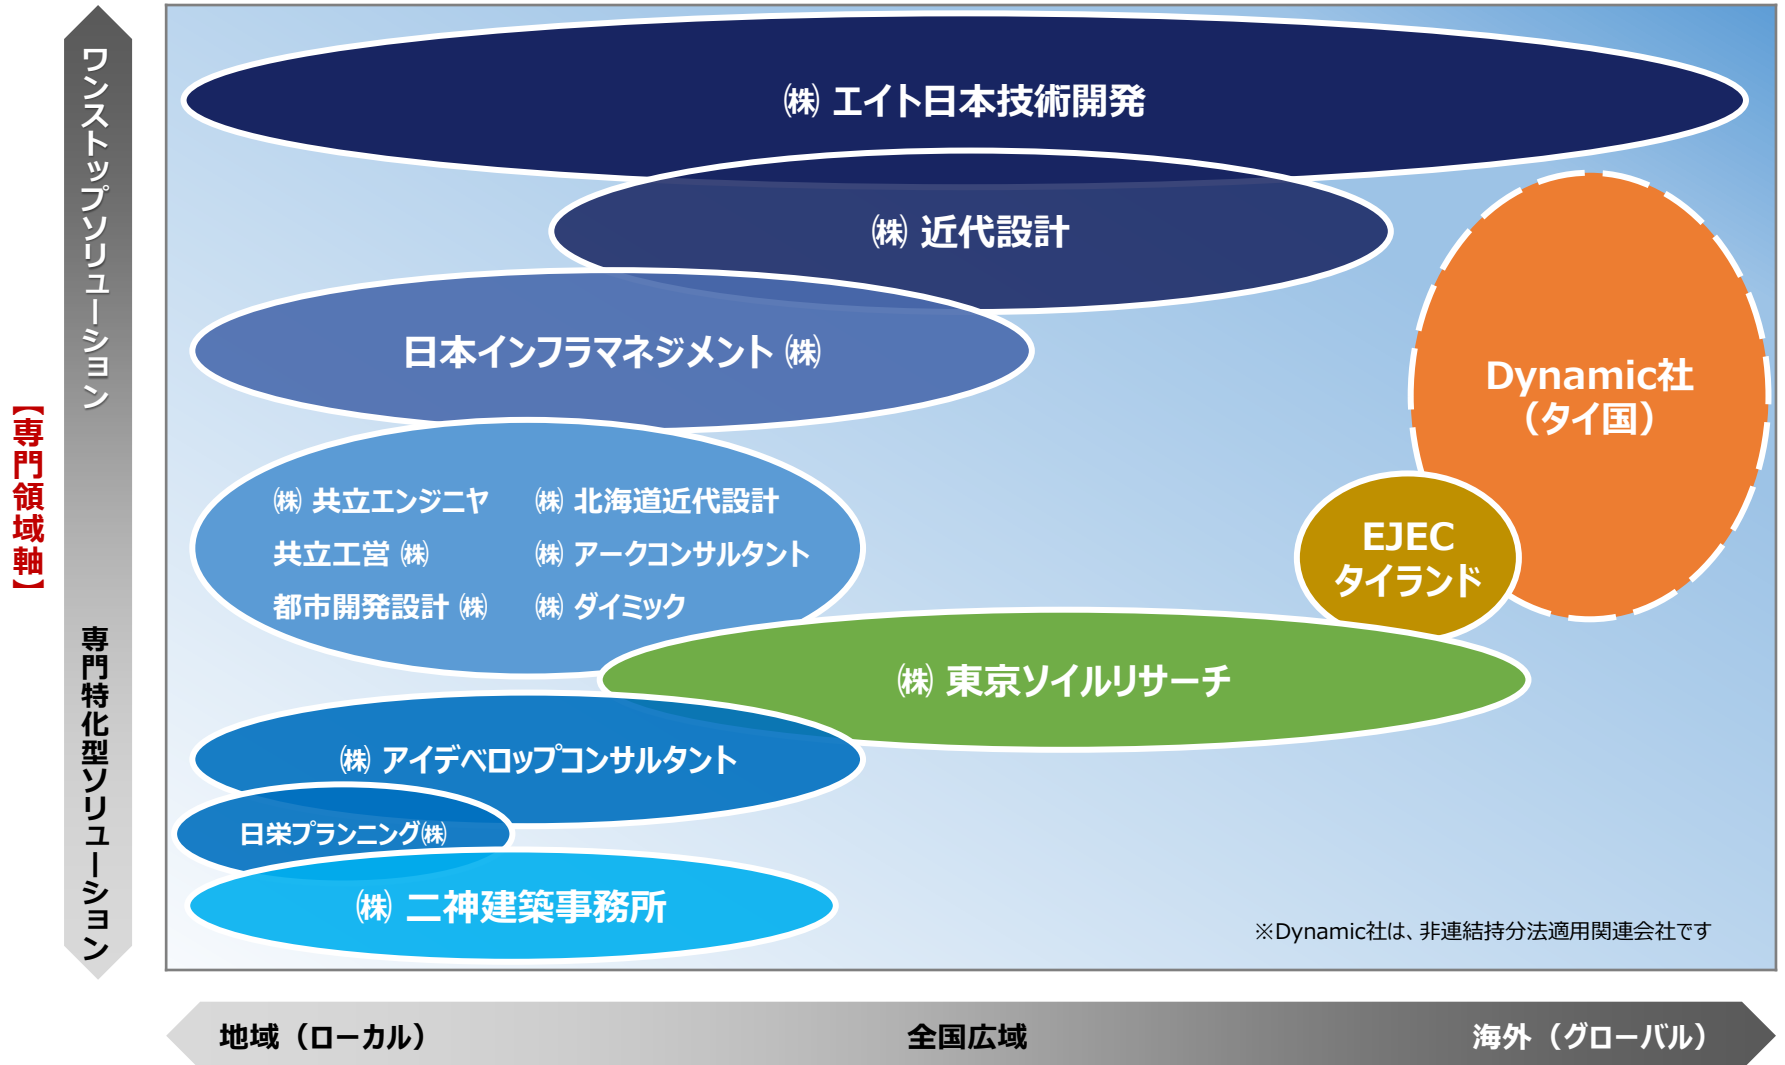 ワンストップソリューション
【専門領域軸】
専門特化型ソリューション
㈱ エイト日本技術開発
㈱ 近代設計
日本インフラマネジメント ㈱
Dynamic社
（タイ国）
㈱ 共立エンジニヤ
㈱ 北海道近代設計
共立工営 ㈱
㈱ アークコンサルタント
都市開発設計 ㈱
㈱ ダイミック
EJEC
タイランド
㈱ 東京ソイルリサーチ
㈱ アイデベロップコンサルタント
日栄プランニング㈱
㈱ 二神建築事務所
※Dynamic社は、非連結持分法適用関連会社です
地域（ローカル）
全国広域
海外（グローバル）